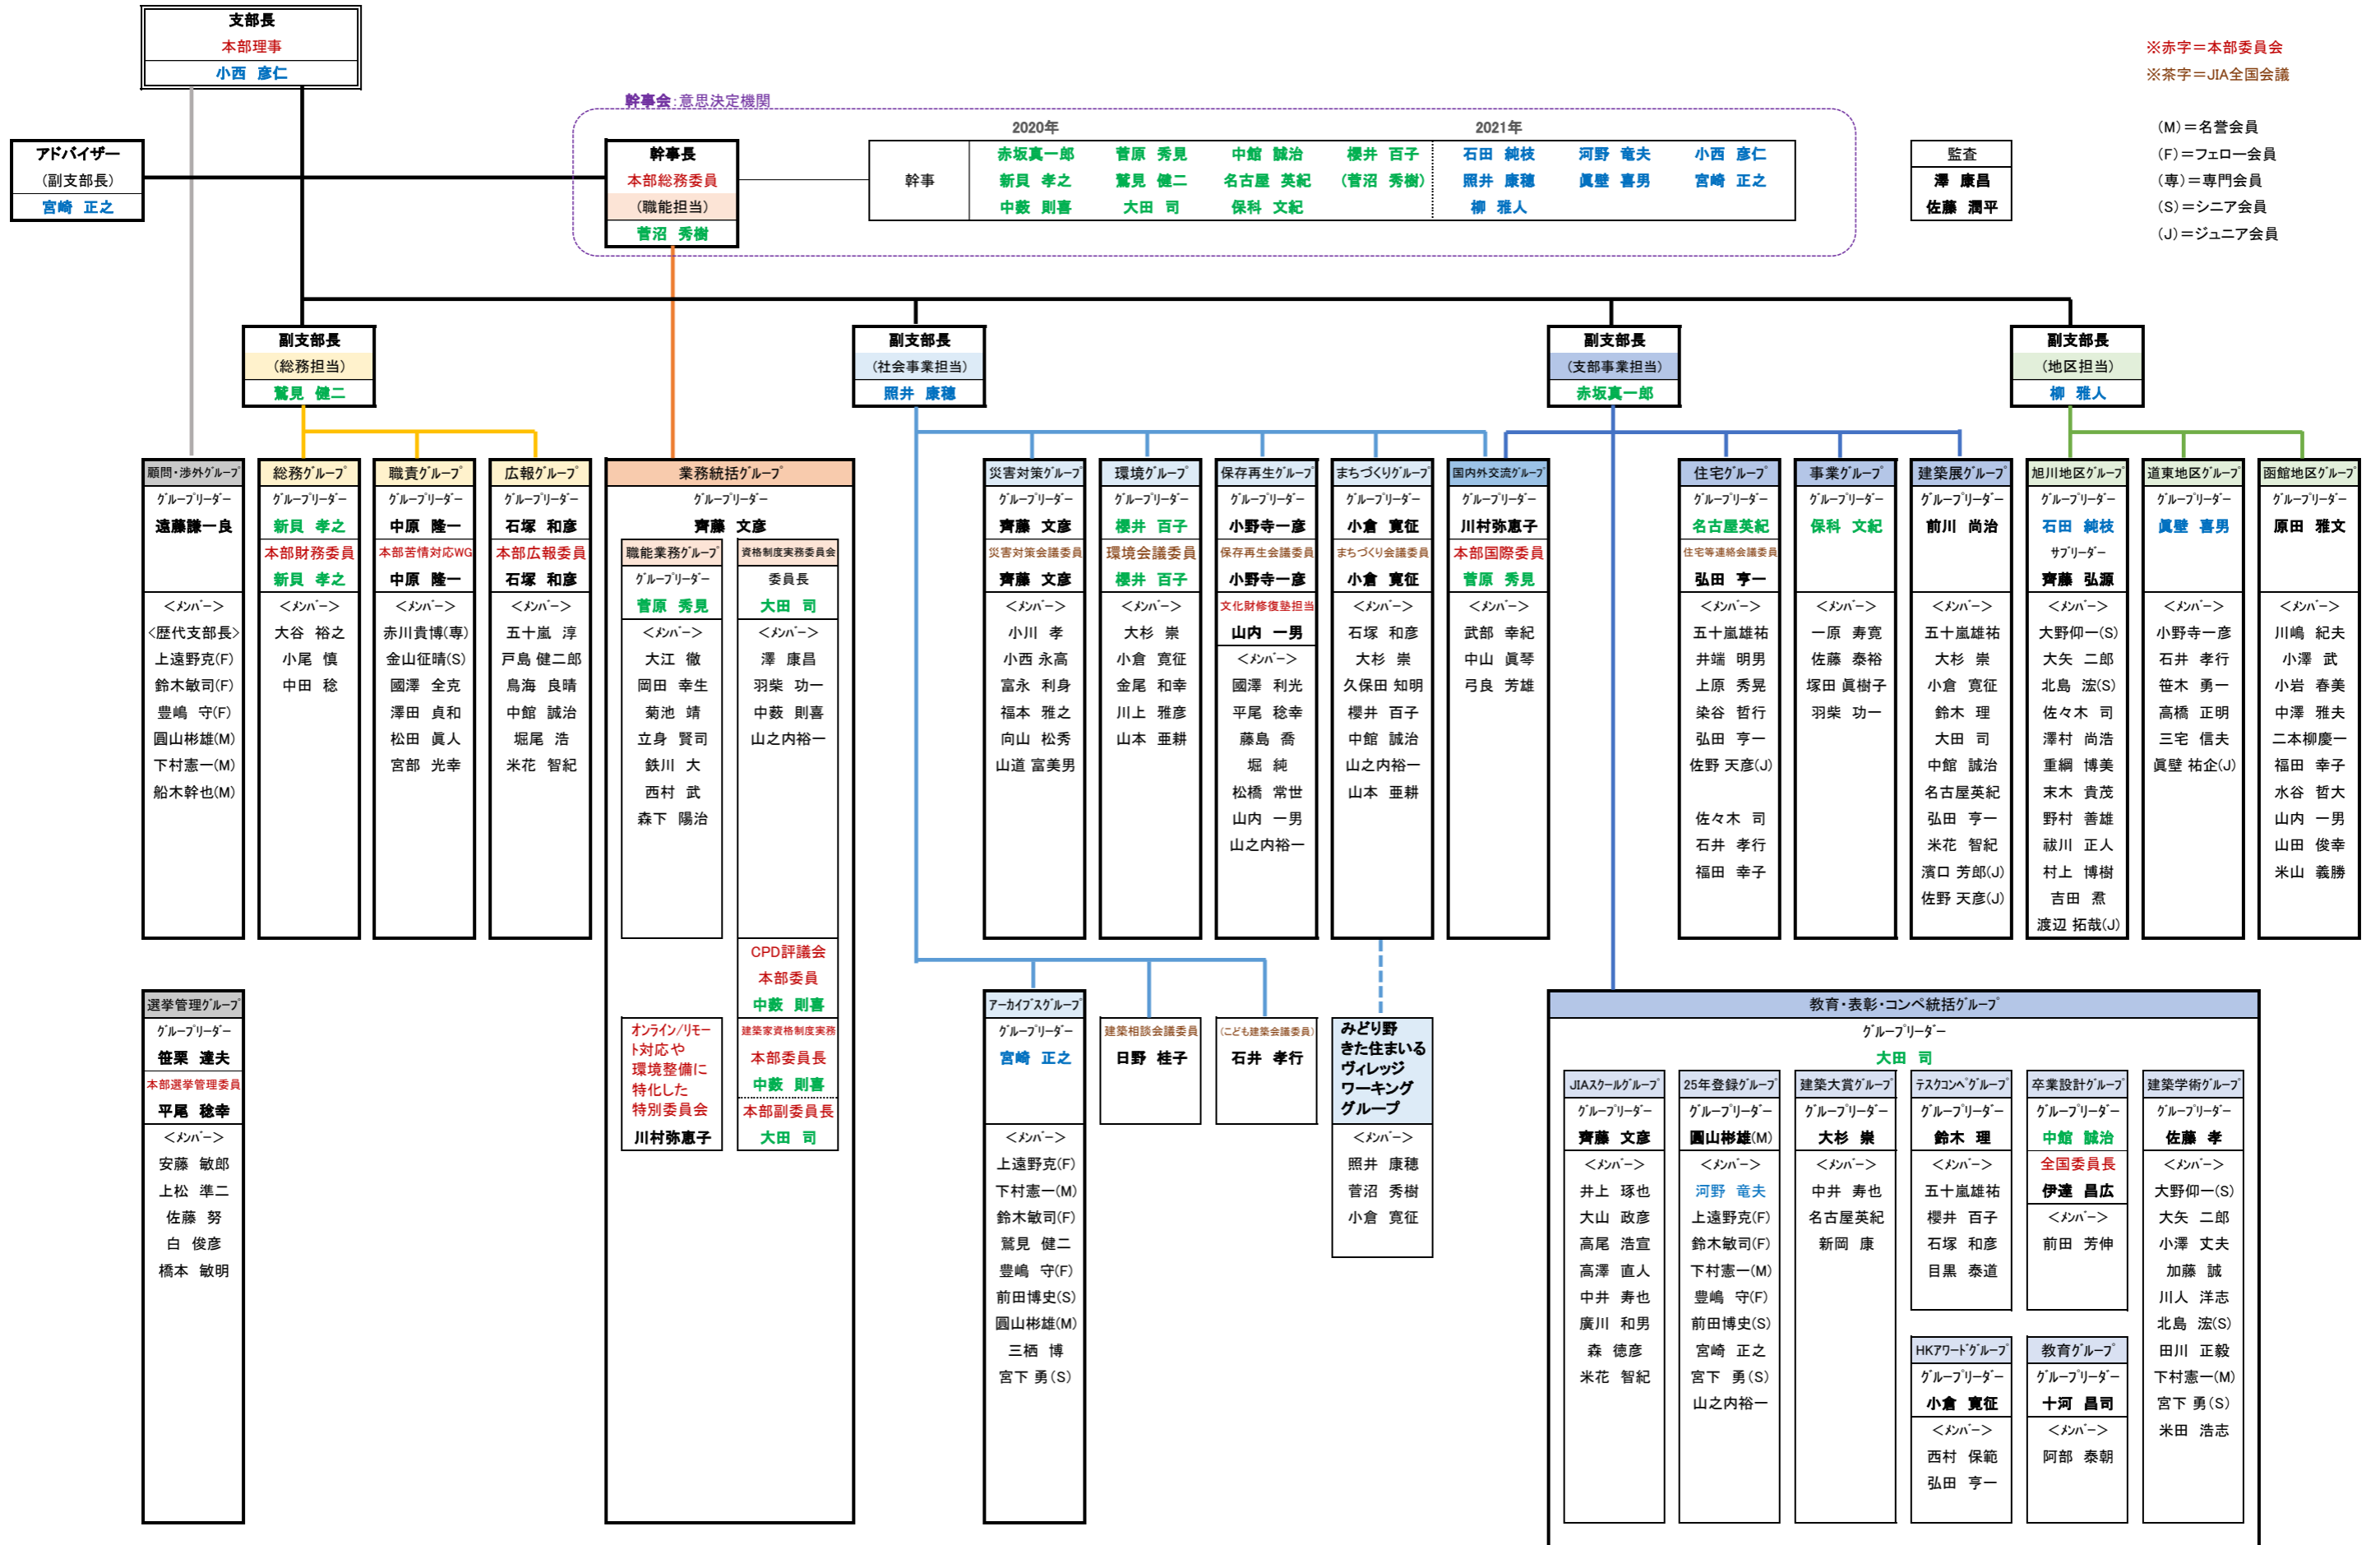 支部長
本部理事
小西 彦仁
※赤字＝本部委員会
※茶字＝JIA全国会議
(M)＝名誉会員
(F)＝フェロー会員
(専)＝専門会員
(S)＝シニア会員
(J)＝ジュニア会員
アドバイザー
(副支部長)
宮崎 正之
幹事会:意思決定機関
幹事長
本部総務委員
(職能担当)
菅沼 秀樹
幹事
2020年
2021年
赤坂真一郎 菅原 秀見 中舘 誠治 櫻井 百子 石田 純枝 河野 竜夫 小西 彦仁
新貝 孝之 鷲見 健二 名古屋 英紀 (菅沼 秀樹) 照井 康穂 眞壁 喜男 宮崎 正之
中薮 則喜 大田 司 保科 文紀 柳 雅人
監査
澤 康昌
佐藤 潤平
副支部長
(総務担当)
鷲見 健二
副支部長
(社会事業担当)
照井 康穂
副支部長
(支部事業担当)
赤坂真一郎
副支部長
(地区担当)
柳 雅人
顧問・渉外グループ
グループリーダー
遠藤謙一良
＜メンバー＞
<歴代支部長>
上遠野克(F)
鈴木敏司(F)
豊嶋 守(F)
圓山彬雄(M)
下村憲一(M)
船木幹也(M)
総務グループ
グループリーダー
新貝 孝之
本部財務委員
新貝 孝之
＜メンバー＞
大谷 裕之
小尾 慎
中田 稔
職責グループ
グループリーダー
中原 隆一
本部苦情対応WG
中原 隆一
＜メンバー＞
赤川貴博(専)
金山征晴(S)
國澤 全克
澤田 貞和
松田 眞人
宮部 光幸
広報グループ
グループリーダー
石塚 和彦
本部広報委員
石塚 和彦
＜メンバー＞
五十嵐 淳
戸島 健二郎
鳥海 良晴
中舘 誠治
堀尾 浩
米花 智紀
業務統括グループ
グループリーダー
齊藤 文彦
職能業務グループ
グループリーダー
菅原 秀見
＜メンバー＞
大江 徹
岡田 幸生
菊池 靖
立身 賢司
鉄川 大
西村 武
森下 陽治
資格制度実務委員会
委員長
大田 司
＜メンバー＞
澤 康昌
羽柴 功一
中薮 則喜
山之内裕一
CPD評議会
本部委員
中薮 則喜
建築家資格制度実務
本部委員長
中薮 則喜
本部副委員長
大田 司
オンライン/リモー
ト対応や
環境整備に
特化した
特別委員会
川村弥恵子
災害対策グループ
グループリーダー
齊藤 文彦
災害対策会議委員
齊藤 文彦
＜メンバー＞
小川 孝
小西 永高
富永 利身
福本 雅之
向山 松秀
山道 富美男
環境グループ
グループリーダー
櫻井 百子
環境会議委員
櫻井 百子
＜メンバー＞
大杉 崇
小倉 寛征
金尾 和幸
川上 雅彦
山本 亜耕
保存再生グループ
グループリーダー
小野寺一彦
保存再生会議委員
小野寺一彦
文化財修復塾担当
山内 一男
＜メンバー＞
國澤 利光
平尾 稔幸
藤島 喬
堀 純
松橋 常世
山内 一男
山之内裕一
まちづくりグループ
グループリーダー
小倉 寛征
まちづくり会議委員
小倉 寛征
＜メンバー＞
石塚 和彦
大杉 崇
久保田 知明
櫻井 百子
中舘 誠治
山之内裕一
山本 亜耕
国内外交流グループ
グループリーダー
川村弥恵子
本部国際委員
菅原 秀見
＜メンバー＞
武部 幸紀
中山 眞琴
弓良 芳雄
住宅グループ
グループリーダー
名古屋英紀
住宅等連絡会議委員
弘田 亨一
＜メンバー＞
五十嵐雄祐
井端 明男
上原 秀晃
染谷 哲行
弘田 亨一
佐野 天彦(J)
佐々木 司
石井 孝行
福田 幸子
事業グループ
グループリーダー
保科 文紀
＜メンバー＞
一原 寿寛
佐藤 泰裕
塚田 眞樹子
羽柴 功一
建築展グループ
グループリーダー
前川 尚治
＜メンバー＞
五十嵐雄祐
大杉 崇
小倉 寛征
鈴木 理
大田 司
中舘 誠治
名古屋英紀
弘田 亨一
米花 智紀
濱口 芳郎(J)
佐野 天彦(J)
旭川地区グループ
グループリーダー
石田 純枝
サブリーダー
齊藤 弘源
＜メンバー＞
大野仰一(S)
大矢 二郎
北島 浤(S)
佐々木 司
澤村 尚浩
重綱 博美
末木 貴茂
野村 善雄
祓川 正人
村上 博樹
吉田 焄
渡辺 拓哉(J)
道東地区グループ
グループリーダー
眞壁 喜男
＜メンバー＞
小野寺一彦
石井 孝行
笹木 勇一
高橋 正明
三宅 信夫
眞壁 祐企(J)
函館地区グループ
グループリーダー
原田 雅文
＜メンバー＞
川嶋 紀夫
小澤 武
小岩 春美
中澤 雅夫
二本柳慶一
福田 幸子
水谷 哲大
山内 一男
山田 俊幸
米山 義勝
選挙管理グループ
グループリーダー
笹栗 達夫
本部選挙管理委員
平尾 稔幸
＜メンバー＞
安藤 敏郎
上松 準二
佐藤 努
白 俊彦
橋本 敏明
アーカイブスグループ
グループリーダー
宮崎 正之
＜メンバー＞
上遠野克(F)
下村憲一(M)
鈴木敏司(F)
鷲見 健二
豊嶋 守(F)
前田博史(S)
圓山彬雄(M)
三栖 博
宮下 勇(S)
建築相談会議委員
日野 桂子
(こども建築会議委員)
石井 孝行
みどり野
きた住まいる
ヴィレッジ
ワーキング
グループ
＜メンバー＞
照井 康穂
菅沼 秀樹
小倉 寛征
教育・表彰・コンペ統括グループ
グループリーダー
大田 司
JIAスクールグループ
グループリーダー
齊藤 文彦
＜メンバー＞
井上 琢也
大山 政彦
高尾 浩宣
高澤 直人
中井 寿也
廣川 和男
森 徳彦
米花 智紀
25年登録グループ
グループリーダー
圓山彬雄(M)
＜メンバー＞
河野 竜夫
上遠野克(F)
鈴木敏司(F)
下村憲一(M)
豊嶋 守(F)
前田博史(S)
宮崎 正之
宮下 勇(S)
山之内裕一
建築大賞グループ
グループリーダー
大杉 崇
＜メンバー＞
中井 寿也
名古屋英紀
新岡 康
テスクコンペグループ
グループリーダー
鈴木 理
＜メンバー＞
五十嵐雄祐
櫻井 百子
石塚 和彦
目黒 泰道
HKアワードグループ
グループリーダー
小倉 寛征
＜メンバー＞
西村 保範
弘田 亨一
卒業設計グループ
グループリーダー
中舘 誠治
全国委員長
伊達 昌広
＜メンバー＞
前田 芳伸
教育グループ
グループリーダー
十河 昌司
＜メンバー＞
阿部 泰朝
建築学術グループ
グループリーダー
佐藤 孝
＜メンバー＞
大野仰一(S)
大矢 二郎
小澤 丈夫
加藤 誠
川人 洋志
北島 浤(S)
田川 正毅
下村憲一(M)
宮下 勇(S)
米田 浩志